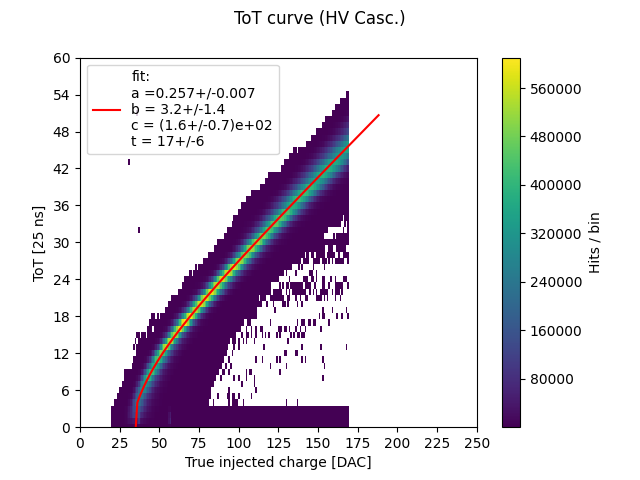 ToT curve (HV Casc.)
fit:
a =0.257+/-0.007
b = 3.2+/-1.4
c = (1.6+/-0.7)e+02
t = 17+/-6
60
54
48
42
36
30
24
18
12
6
0
ToT [25 ns]
0 25 50 75 100 125 150 175 200 225 250
True injected charge [DAC]
560000
480000
400000
320000
240000
160000
80000
Hits / bin